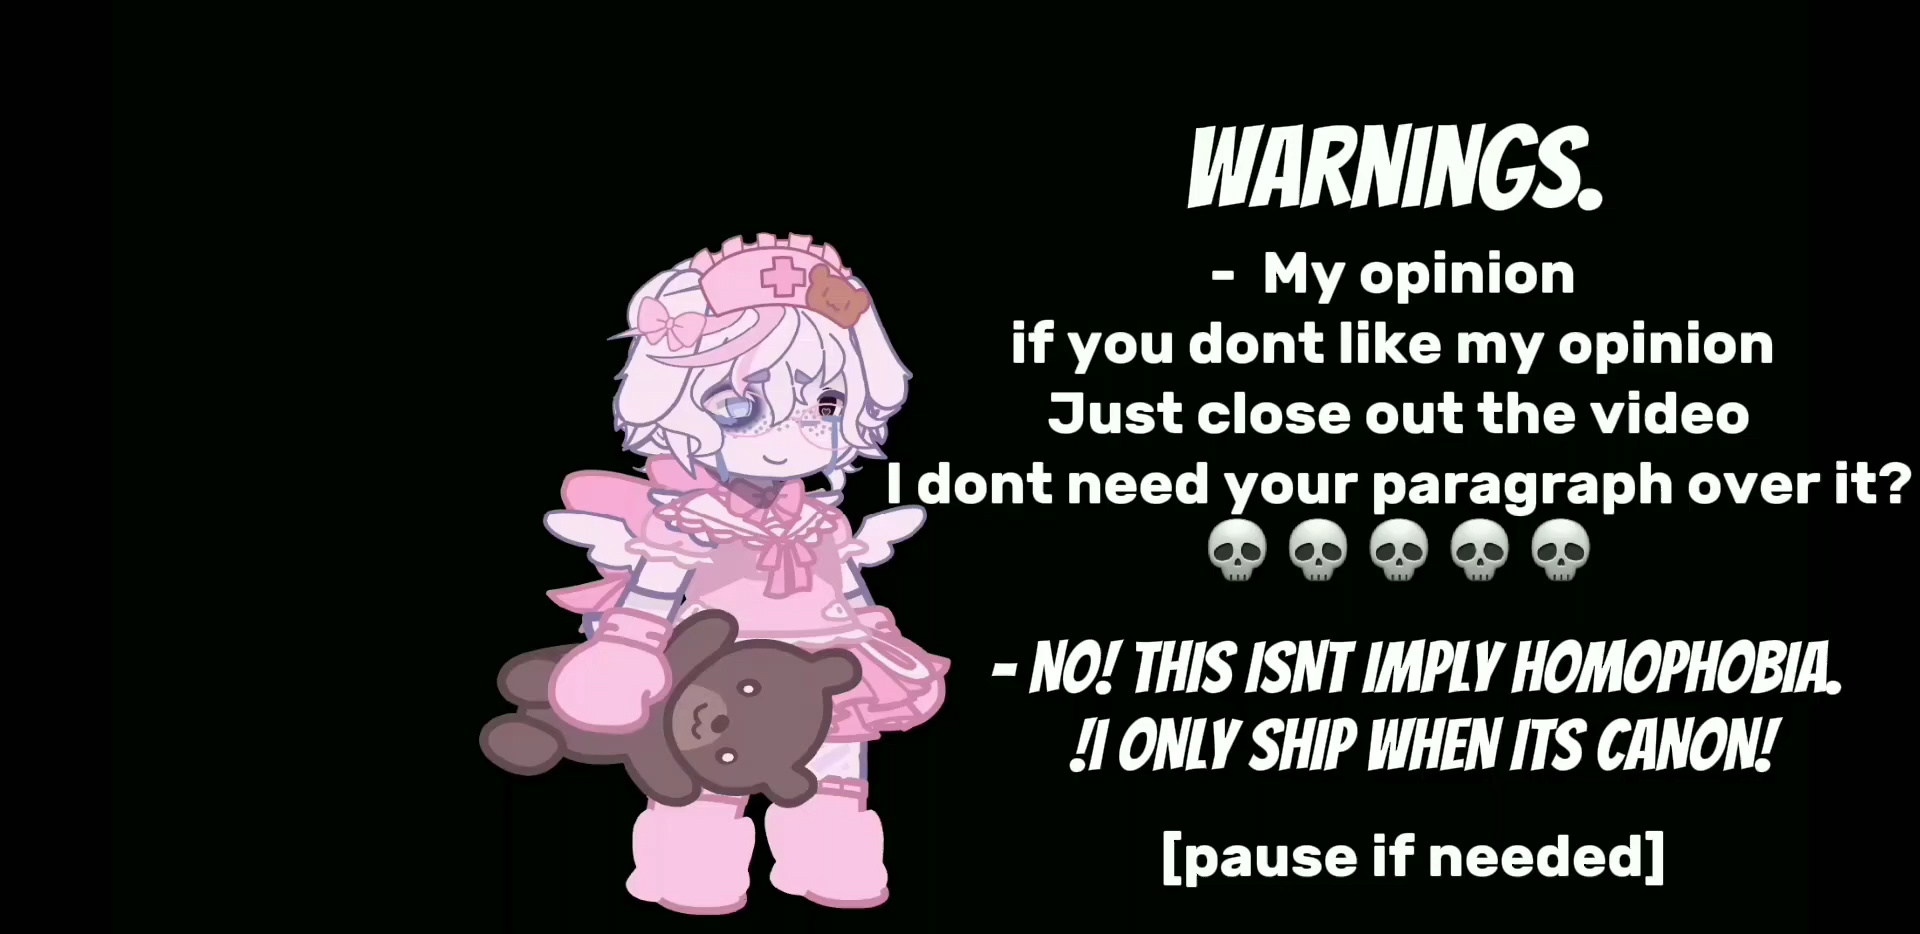 WARNINGS.
- My opinion
if you dont like my opinion
Just close out the video
I dont need your paragraph over it?
💀💀💀💀💀
- NO! THIS ISNT IMPLY HOMOPHOBIA.
!I ONLY SHIP WHEN ITS CANON!
[pause if needed]